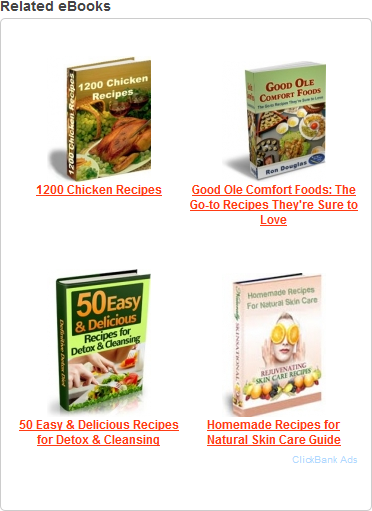 Related eBooks
1200 Chicken Recipes
1200 Chicken
Recipes
1200 Chicken Recipes
GOOD OLE
COMFORT FOODS
The Go-to Recipes They're Sure to Love
Ron Douglas
Good Ole Comfort Foods: The
Go-to Recipes They're Sure to
Love
50 Easy
& Delicious
Recipes for
Detox & Cleansing
Definitive Detox Diet
50 Easy & Delicious Recipes
for Detox & Cleansing
Homemade Recipes
For Natural Skin Care
REJUVENATING
SKIN CARE RECIPES
Homemade Recipes for
Natural Skin Care Guide
ClickBank Ads